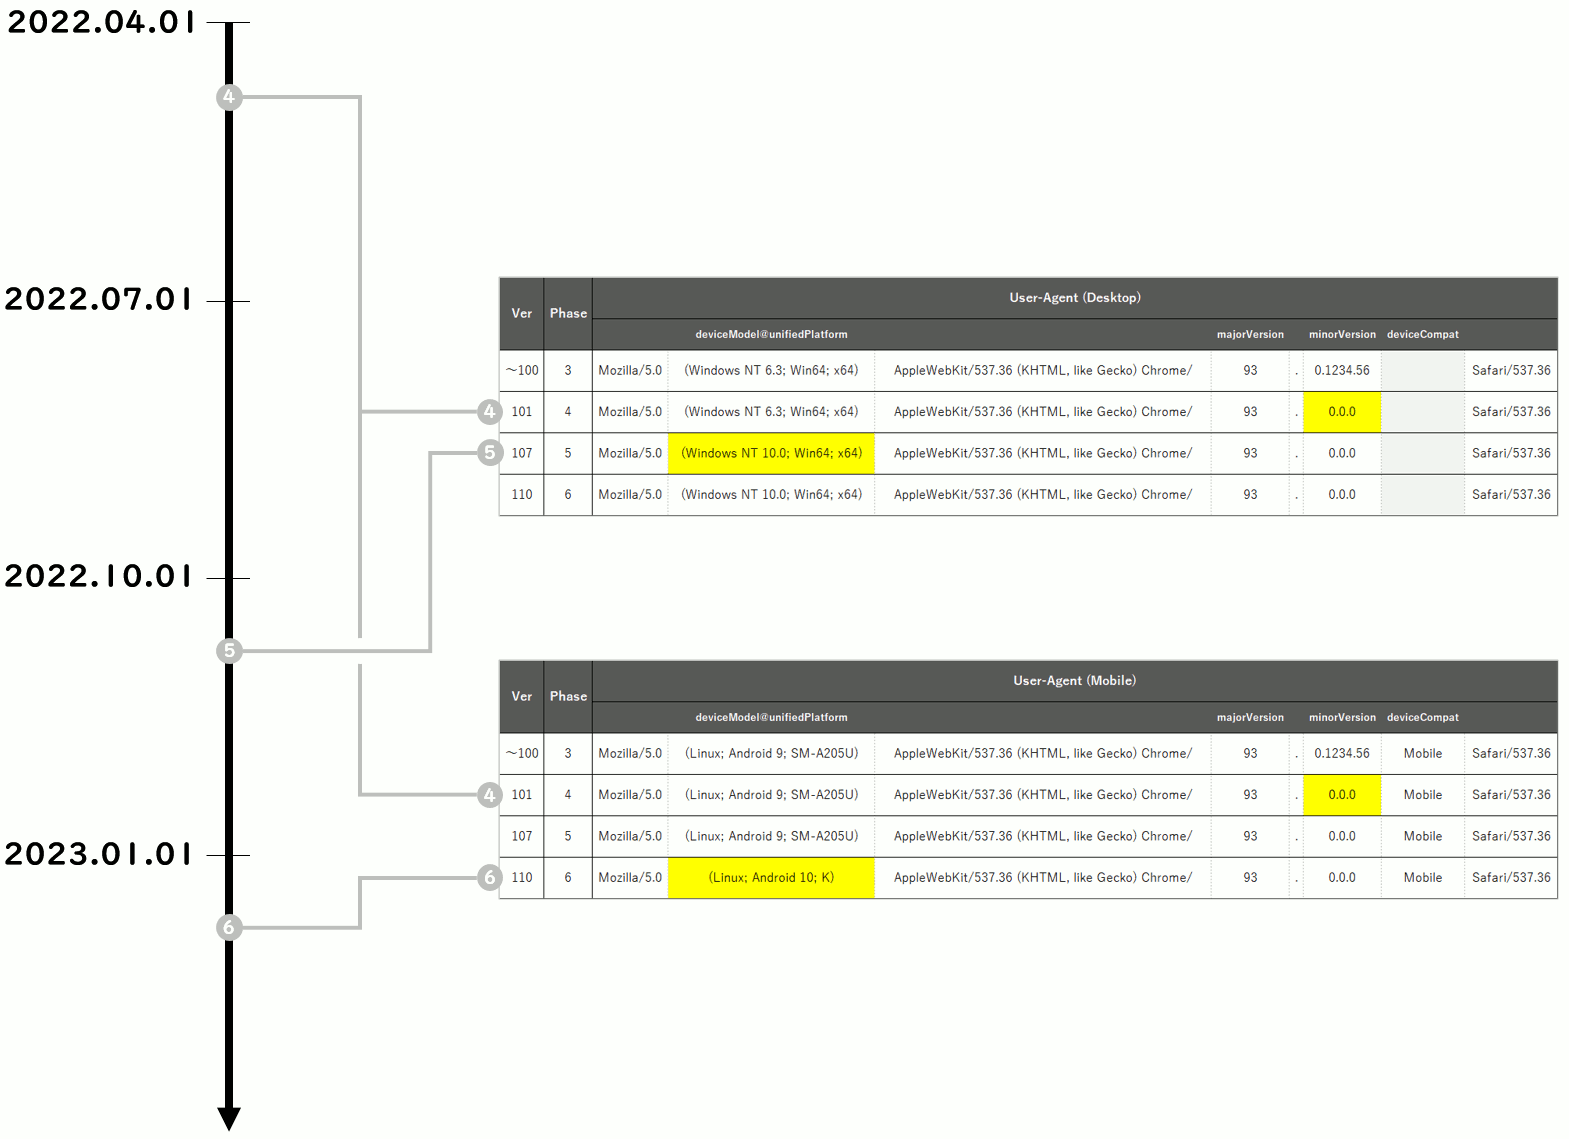 2022.04.01
4
2022.07.01
2022.10.01
5
2023.01.01
6
User-Agent (Desktop)
Ver Phase
deviceModel@unifiedPlatform majorVersion minorVersion deviceCompat
～100 3 Mozilla/5.0 (Windows NT 6.3; Win64; x64) AppleWebKit/537.36 (KHTML, like Gecko) Chrome/ 93 . 0.1234.56 Safari/537.36
4 101 4 Mozilla/5.0 (Windows NT 6.3; Win64; x64) AppleWebKit/537.36 (KHTML, like Gecko) Chrome/ 93 . 0.0.0 Safari/537.36
5 107 5 Mozilla/5.0 (Windows NT 10.0; Win64; x64) AppleWebKit/537.36 (KHTML, like Gecko) Chrome/ 93 . 0.0.0 Safari/537.36
110 6 Mozilla/5.0 (Windows NT 10.0; Win64; x64) AppleWebKit/537.36 (KHTML, like Gecko) Chrome/ 93 . 0.0.0 Safari/537.36
User-Agent (Mobile)
Ver Phase
deviceModel@unifiedPlatform majorVersion minorVersion deviceCompat
～100 3 Mozilla/5.0 (Linux; Android 9; SM-A205U) AppleWebKit/537.36 (KHTML, like Gecko) Chrome/ 93 . 0.1234.56 Mobile Safari/537.36
4 101 4 Mozilla/5.0 (Linux; Android 9; SM-A205U) AppleWebKit/537.36 (KHTML, like Gecko) Chrome/ 93 . 0.0.0 Mobile Safari/537.36
107 5 Mozilla/5.0 (Linux; Android 9; SM-A205U) AppleWebKit/537.36 (KHTML, like Gecko) Chrome/ 93 . 0.0.0 Mobile Safari/537.36
6 110 6 Mozilla/5.0 (Linux; Android 10; K) AppleWebKit/537.36 (KHTML, like Gecko) Chrome/ 93 . 0.0.0 Mobile Safari/537.36